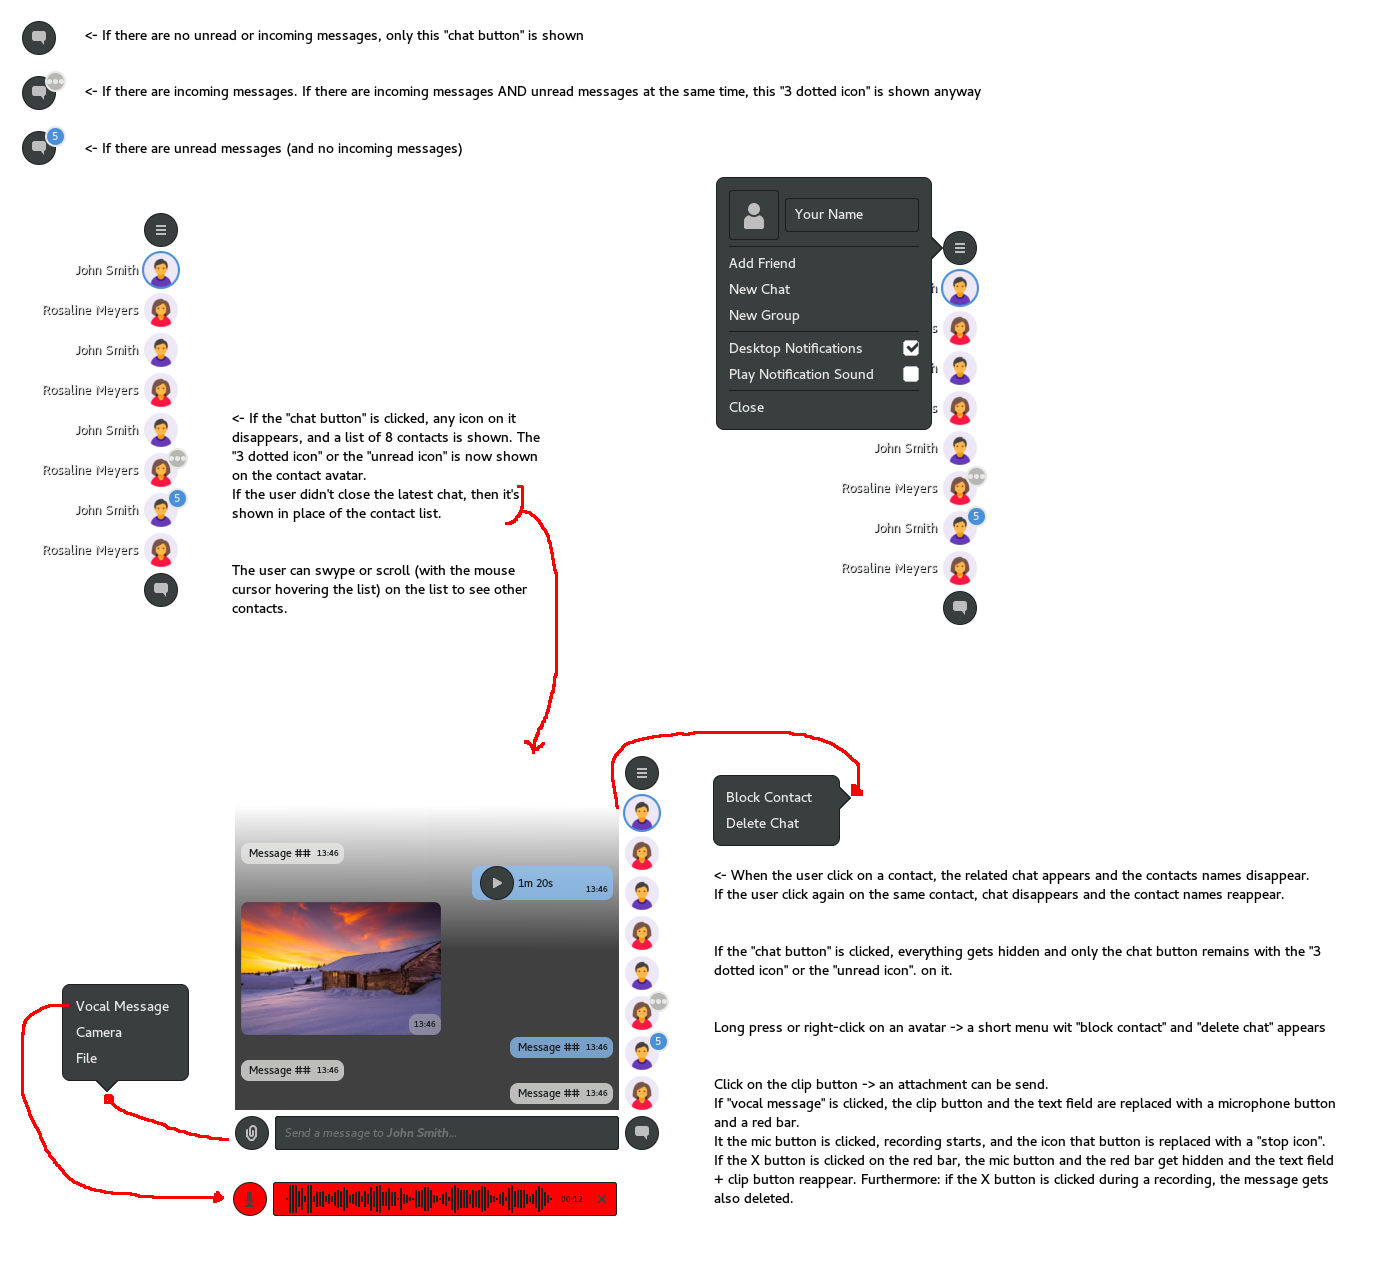 <- If there are no unread or incoming messages, only this "chat button" is shown
<- If there are incoming messages. If there are incoming messages AND unread messages at the same time, this "3 dotted icon" is shown anyway
5
<- If there are unread messages (and no incoming messages)
John Smith
Rosaline Meyers
John Smith
Rosaline Meyers
John Smith
Rosaline Meyers
John Smith
5
Rosaline Meyers
<- If the "chat button" is clicked, any icon on it
disappears, and a list of 8 contacts is shown. The
"3 dotted icon" or the "unread icon" is now shown
on the contact avatar.
If the user didn't close the latest chat, then it's
shown in place of the contact list.
The user can swype or scroll (with the mouse
cursor hovering the list) on the list to see other
contacts.
Your Name
Add Friend
New Chat
New Group
Desktop Notifications
Play Notification Sound
Close
h
s
h
s
John Smith
Rosaline Meyers
John Smith
5
Rosaline Meyers
Message ## 13:46
1m 20s 13:46
13:46
Message ## 13:46
Message ## 13:46
Message ## 13:46
5
Send a message to John Smith...
00:12
Vocal Message
Camera
File
Block Contact
Delete Chat
<- When the user click on a contact, the related chat appears and the contacts names disappear.
If the user click again on the same contact, chat disappears and the contact names reappear.
If the "chat button" is clicked, everything gets hidden and only the chat button remains with the "3
dotted icon" or the "unread icon". on it.
Long press or right-click on an avatar -> a short menu wit "block contact" and "delete chat" appears
Click on the clip button -> an attachment can be send.
If "vocal message" is clicked, the clip button and the text field are replaced with a microphone button
and a red bar.
It the mic button is clicked, recording starts, and the icon that button is replaced with a "stop icon".
If the X button is clicked on the red bar, the mic button and the red bar get hidden and the text field
+ clip button reappear. Furthermore: if the X button is clicked during a recording, the message gets
also deleted.